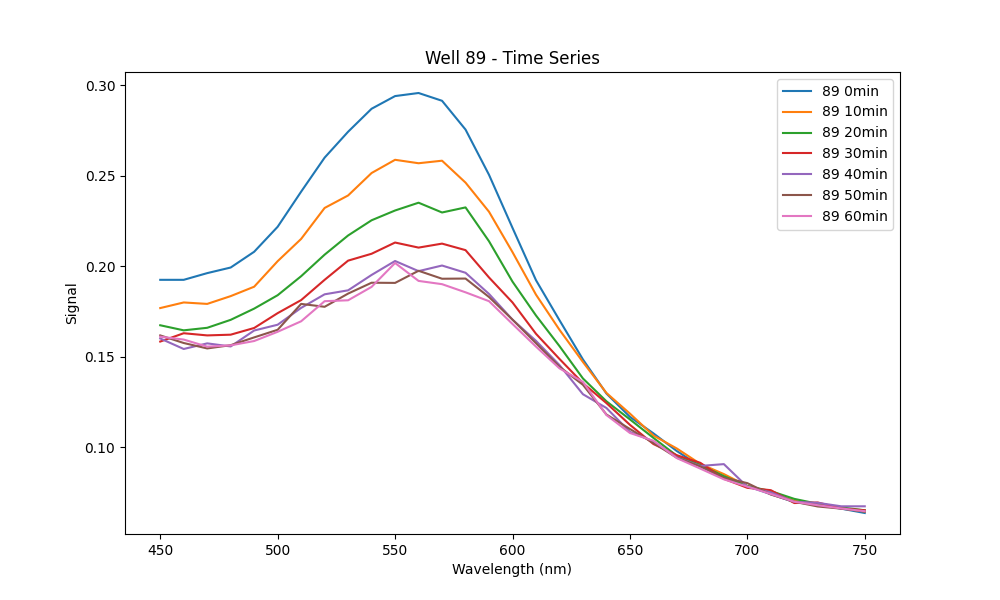 Well 89 - Time Series
Signal
0.30
0.25
0.20
0.15
0.10
89 0min
89 10min
89 20min
89 30min
89 40min
89 50min
89 60min
450 500 550 600 650 700 750
Wavelength (nm)